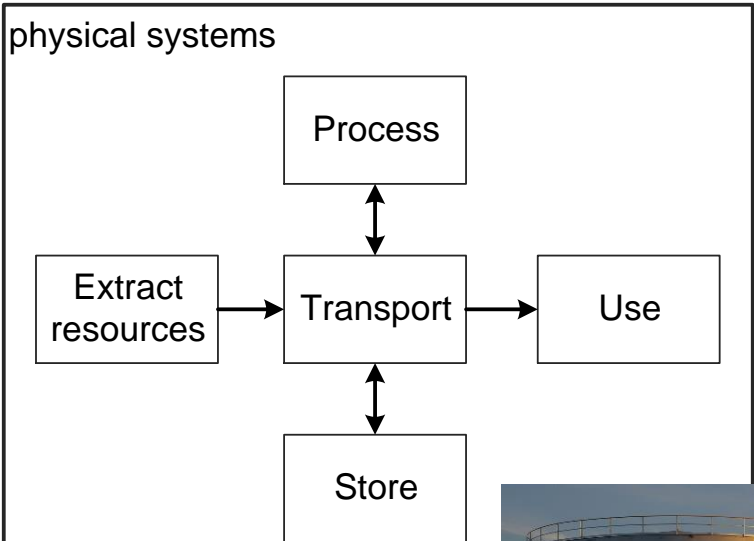 physical systems
Process
Extract
resources
Transport
Use
Store